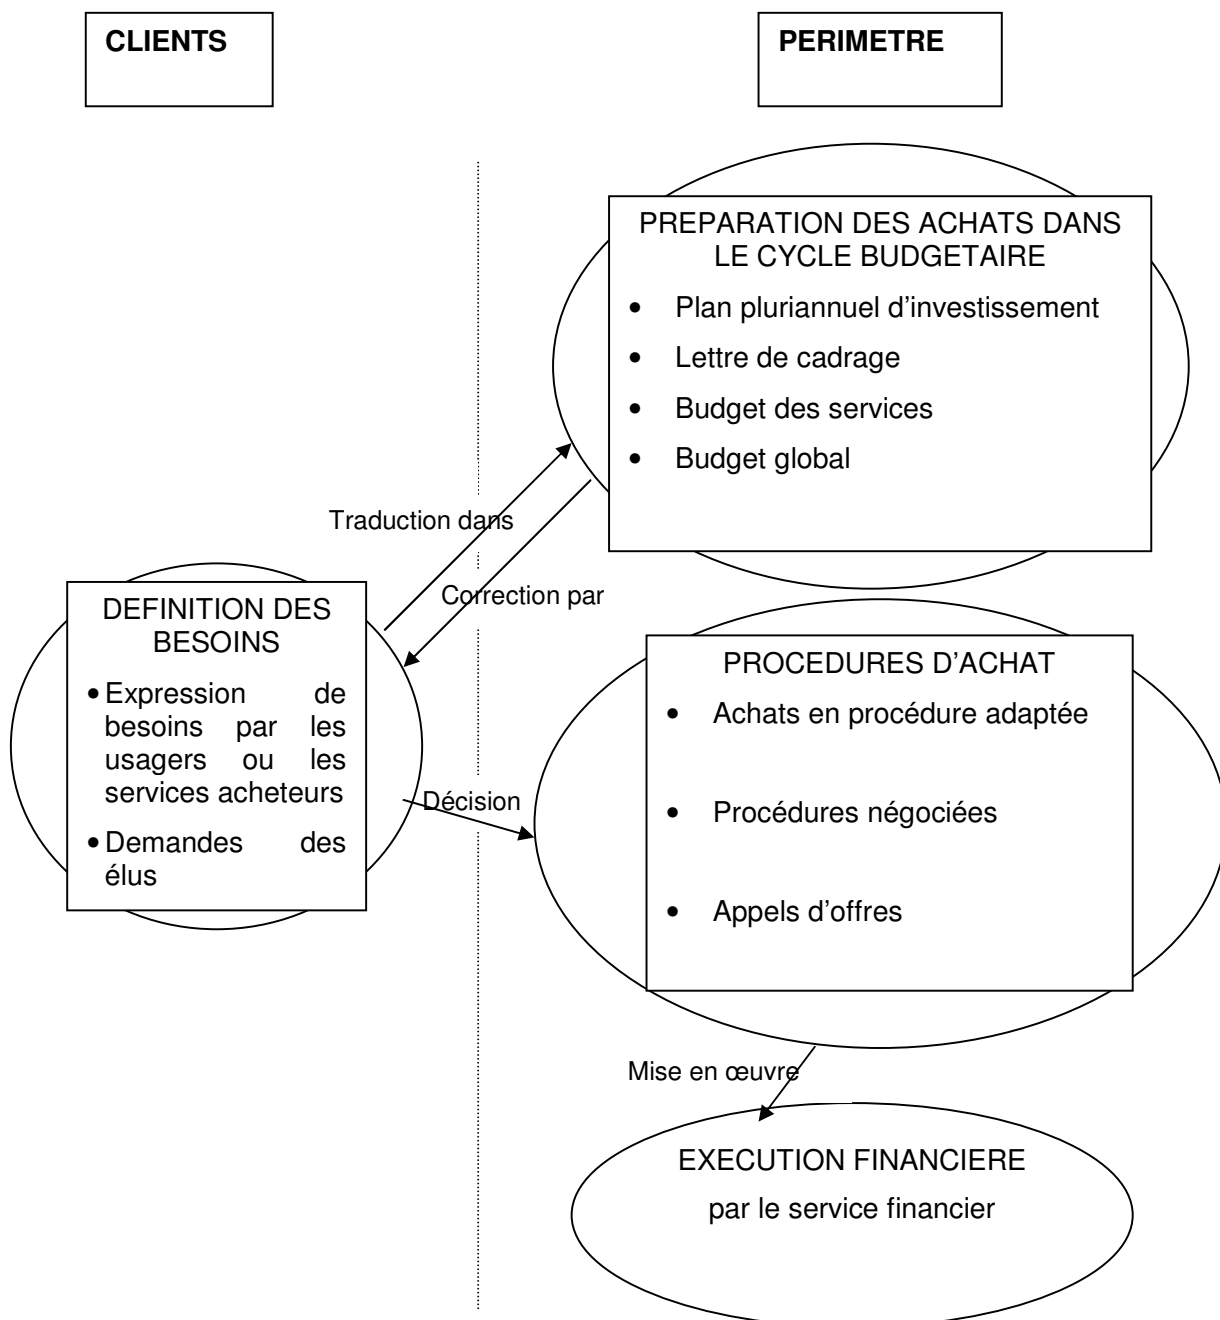 CLIENTS
PERIMETRE
PREPARATION DES ACHATS DANS
LE CYCLE BUDGETAIRE
• Plan pluriannuel d'investissement
• Lettre de cadrage
• Budget des services
• Budget global
Traduction dans
Correction par
DEFINITION DES
BESOINS
• Expression de
besoins par les
usagers ou les
services acheteurs
• Demandes des
élus
Décision
PROCEDURES D'ACHAT
• Achats en procédure adaptée
• Procédures négociées
• Appels d'offres
Mise en œuvre
EXECUTION FINANCIERE
par le service financier